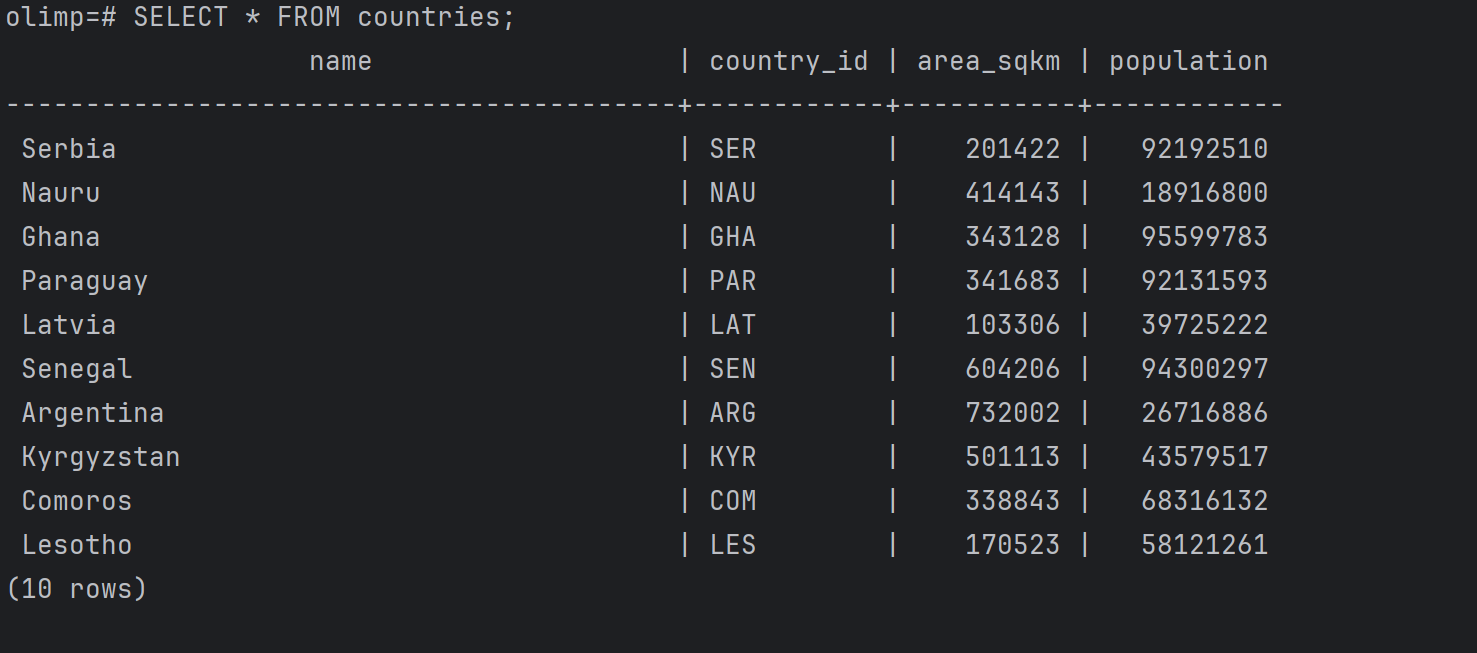 olimp=# SELECT * FROM countries;
                   name                   | country_id | area_sqkm | population
------------------------------------------+------------+-----------+------------
 Serbia                                   | SER        |    201422 |   92192510
 Nauru                                    | NAU        |    414143 |   18916800
 Ghana                                    | GHA        |    343128 |   95599783
 Paraguay                                 | PAR        |    341683 |   92131593
 Latvia                                   | LAT        |    103306 |   39725222
 Senegal                                  | SEN        |    604206 |   94300297
 Argentina                                | ARG        |    732002 |   26716886
 Kyrgyzstan                               | KYR        |    501113 |   43579517
 Comoros                                  | COM        |    338843 |   68316132
 Lesotho                                  | LES        |    170523 |   58121261
(10 rows)